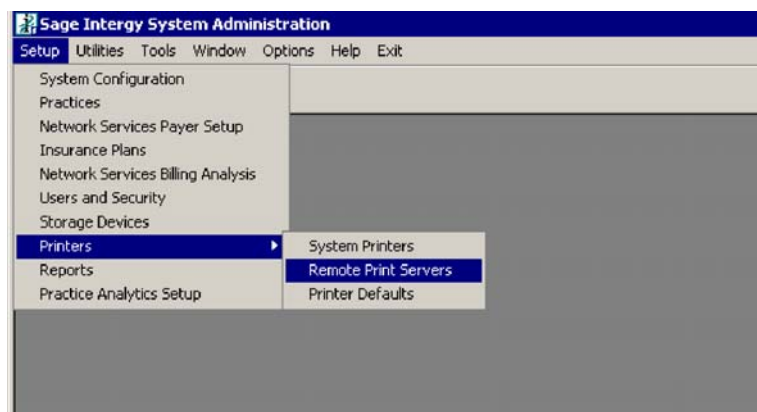 Sage Intergy System Administration
Setup Utilities Tools Window Options Help Exit
System Configuration
Practices
Network Services Payer Setup
Insurance Plans
Network Services Billing Analysis
Users and Security
Storage Devices
Printers
System Printers
Reports
Remote Print Servers
Practice Analytics Setup
Printer Defaults